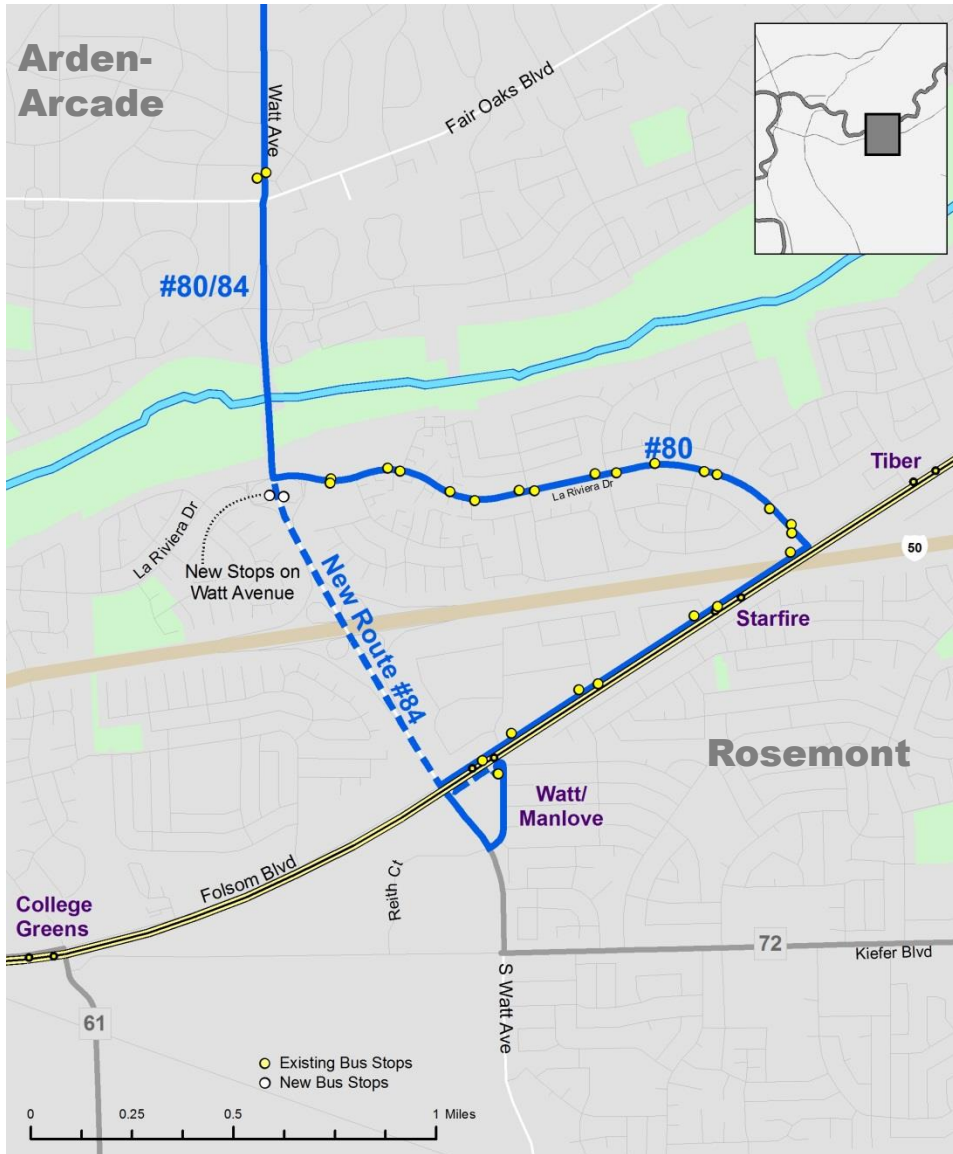 Arden-
Arcade
Watt Ave
Fair Oaks Blvd
#80/84
#80
Tiber
La Riviera Dr
50
La Riviera Dr
New Stops on
Watt Avenue
New Route #84
Starfire
Rosemont
Watt/
Manlove
Folsom Blvd
Reith Ct
College
Greens
72
Kiefer Blvd
S Watt Ave
61
Existing Bus Stops
New Bus Stops
0 0.25 0.5 1 Miles